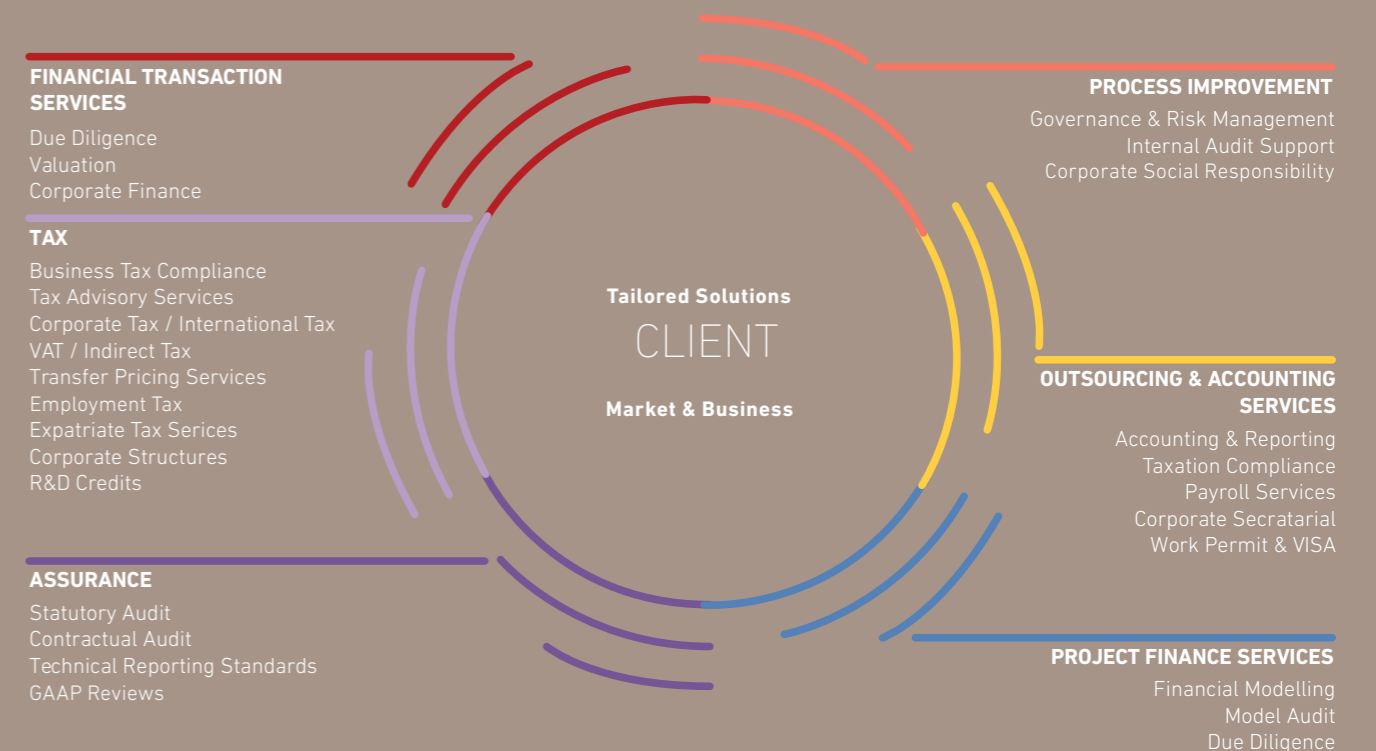 FINANCIAL TRANSACTION
SERVICES
Due Diligence
Valuation
Corporate Finance
TAX
Business Tax Compliance
Tax Advisory Services
Corporate Tax / International Tax
VAT / Indirect Tax
Transfer Pricing Services
Employment Tax
Expatriate Tax Serices
Corporate Structures
R&D Credits
ASSURANCE
Statutory Audit
Contractual Audit
Technical Reporting Standards
GAAP Reviews
Tailored Solutions
CLIENT
Market & Business
PROCESS IMPROVEMENT
Governance & Risk Management
Internal Audit Support
Corporate Social Responsibility
OUTSOURCING & ACCOUNTING
SERVICES
Accounting & Reporting
Taxation Compliance
Payroll Services
Corporate Secratarial
Work Permit & VISA
PROJECT FINANCE SERVICES
Financial Modelling
Model Audit
Due Diligence